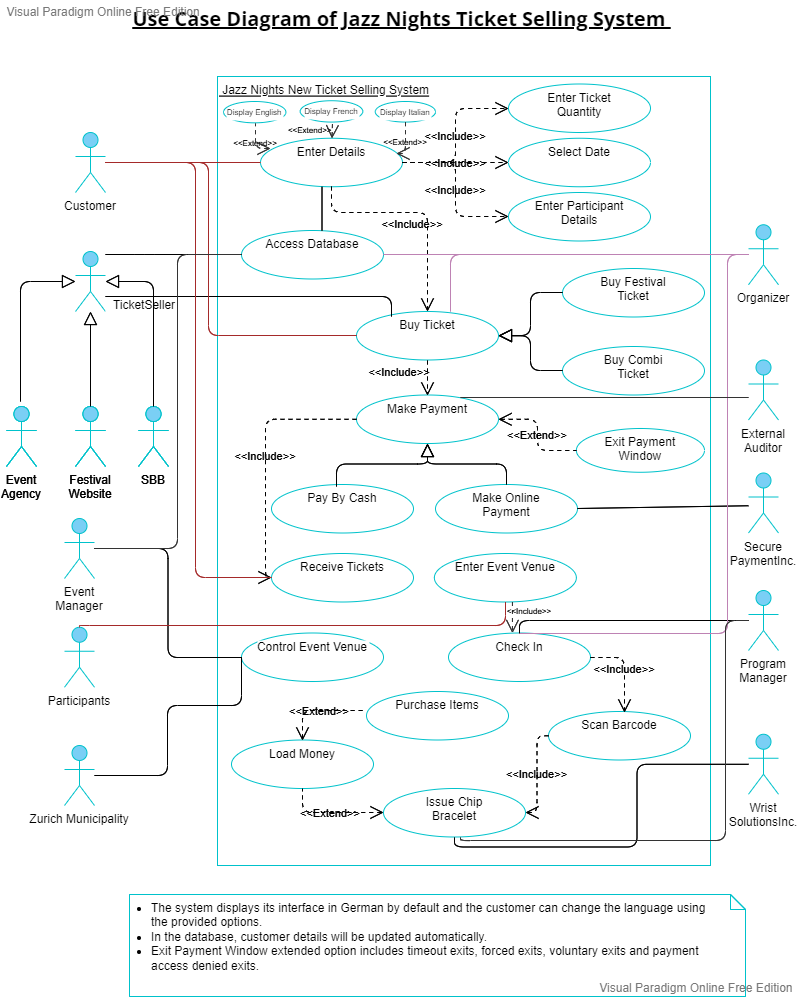 Visual Paradigm Online Free Edition
Use Case Diagram of Jazz Nights Ticket Selling System
Jazz Nights New Ticket Selling System
Display English
Display French
Display Italian
<<Extend>>
<<Extend>>
<<Extend>>
Enter Details
Enter Ticket
Quantity
<<Include>>
Select Date
<<Include>>
<<Include>>
Enter Participant
Details
Customer
<<Include>>
Access Database
TicketSeller
Organizer
Buy Festival
Ticket
Buy Ticket
Buy Combi
Ticket
<<Include>>
Make Payment
<<Extend>>
Exit Payment
Window
External
Auditor
<<Include>>
Event
Agency
Festival
Website
SBB
Pay By Cash
Make Online
Payment
Secure
PaymentInc.
Receive Tickets
Enter Event Venue
Event
Manager
<<Include>>
Control Event Venue
Check In
<<Include>>
Program
Manager
Participants
Purchase Items
<<Extend>>
Scan Barcode
Load Money
<<Include>>
Issue Chip
Bracelet
<<Extend>>
Zurich Municipality
Wrist
SolutionsInc.
• The system displays its interface in German by default and the customer can change the language using
the provided options.
• In the database, customer details will be updated automatically.
• Exit Payment Window extended option includes timeout exits, forced exits, voluntary exits and payment
access denied exits.
Visual Paradigm Online Free Edition